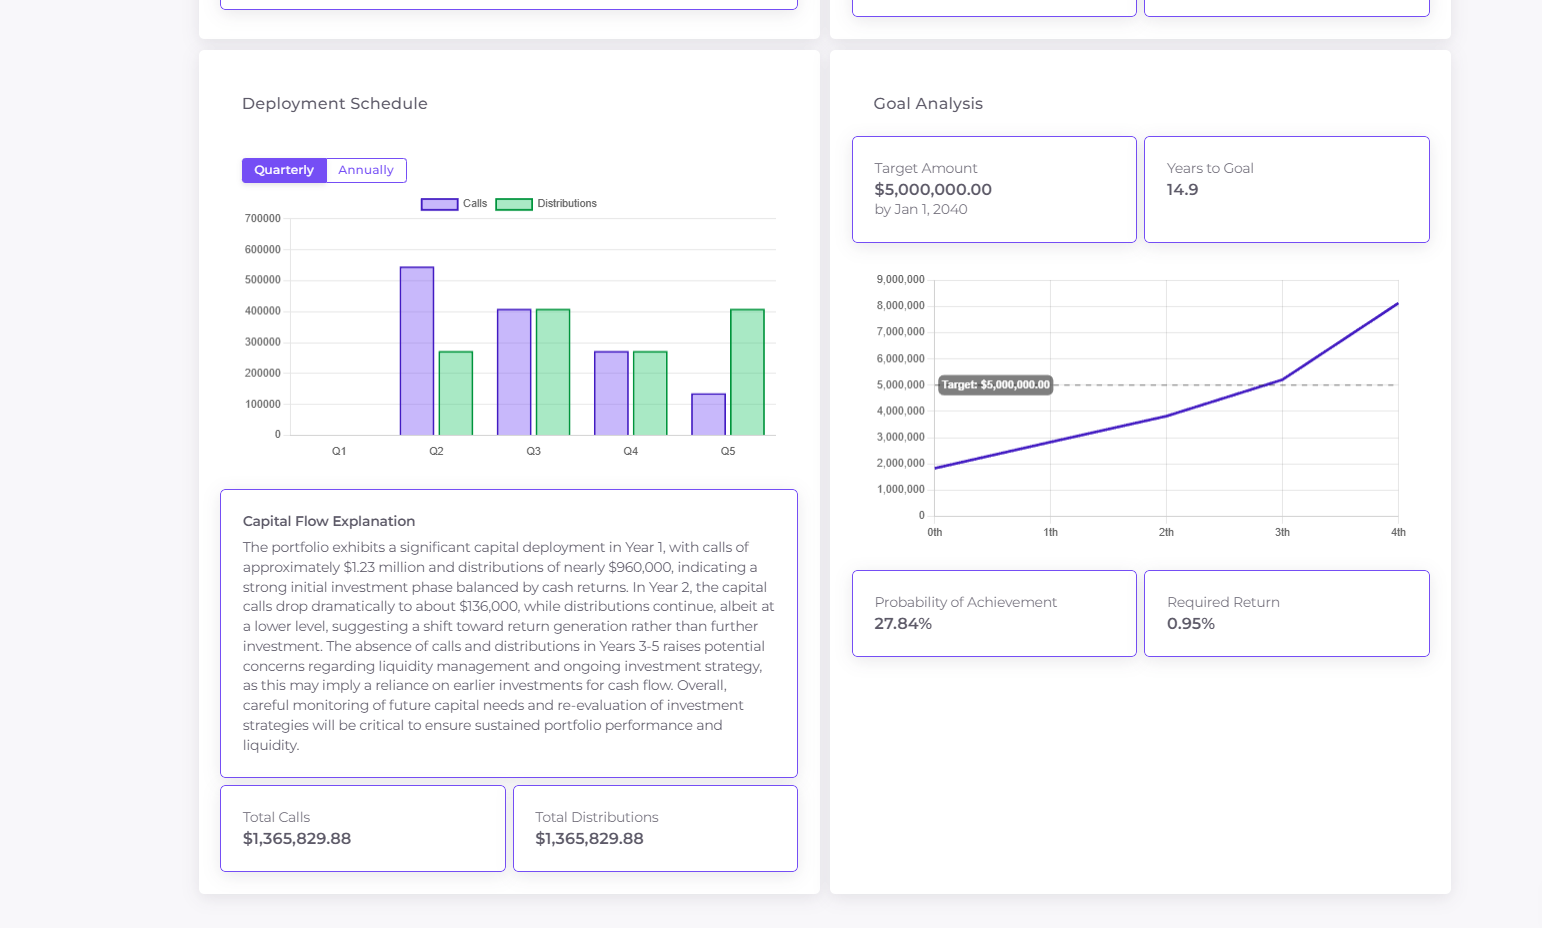 Deployment Schedule
Quarterly
Annually
Calls
Distributions
700000
600000
500000
400000
300000
200000
100000
0
Q1
Q2
Q3
Q4
Q5
Capital Flow Explanation
The portfolio exhibits a significant capital deployment in Year 1, with calls of
approximately $1.23 million and distributions of nearly $960,000, indicating a
strong initial investment phase balanced by cash returns. In Year 2, the capital
calls drop dramatically to about $136,000, while distributions continue, albeit at
a lower level, suggesting a shift toward return generation rather than further
investment. The absence of calls and distributions in Years 3-5 raises potential
concerns regarding liquidity management and ongoing investment strategy,
as this may imply a reliance on earlier investments for cash flow. Overall,
careful monitoring of future capital needs and re-evaluation of investment
strategies will be critical to ensure sustained portfolio performance and
liquidity.
Total Calls
$1,365,829.88
Total Distributions
$1,365,829.88
Goal Analysis
Target Amount
$5,000,000.00
by Jan 1, 2040
Years to Goal
14.9
9,000,000
8,000,000
7,000,000
6,000,000
5,000,000
4,000,000
3,000,000
2,000,000
1,000,000
0
Target: $5,000,000.00
0th
1th
2th
3th
4th
Probability of Achievement
27.84%
Required Return
0.95%